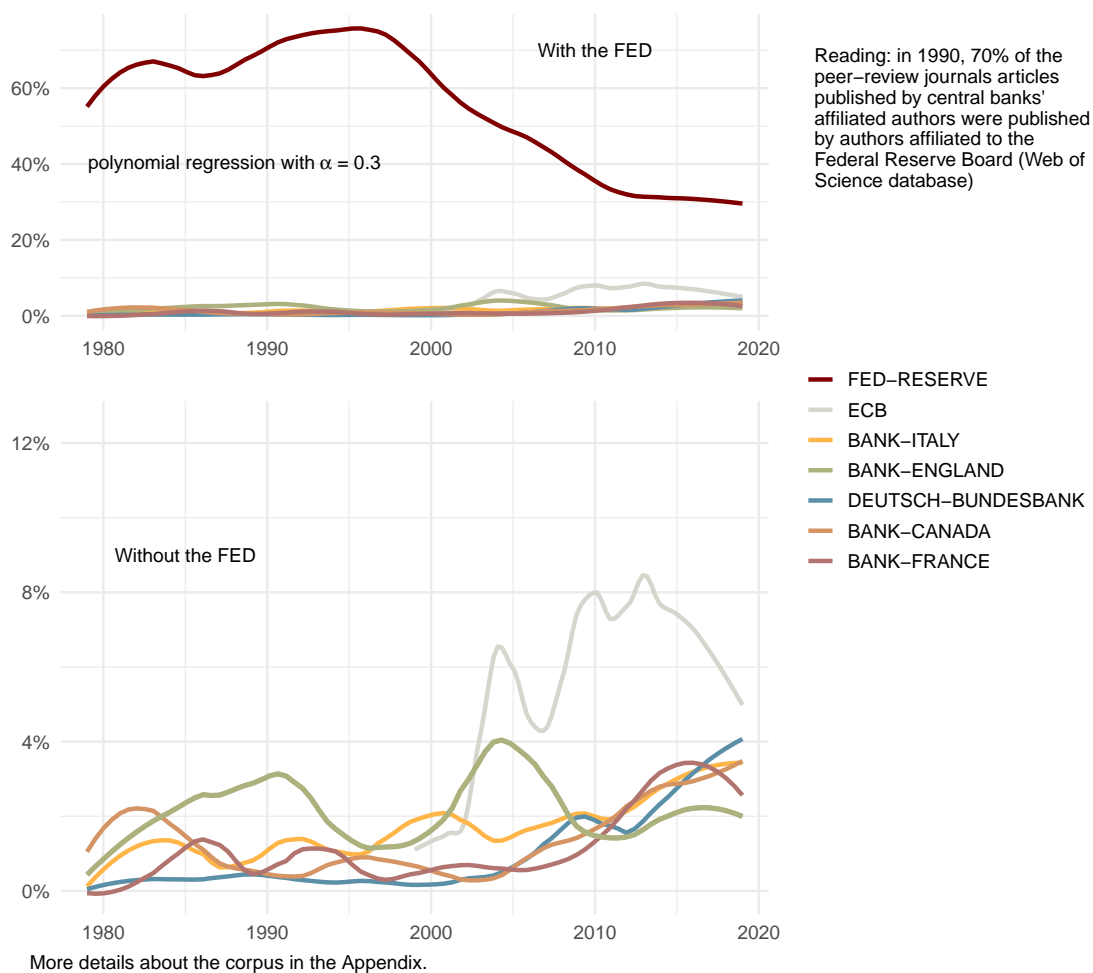 With the FED
Reading: in 1990, 70% of the
peer−review journals articles
published by central banks'
affiliated authors were published
by authors affiliated to the
Federal Reserve Board (Web of
Science database)
60%
polynomial regression with α = 0.3
40%
20%
0%
1980 1990 2000 2010 2020
FED−RESERVE
ECB
BANK−ITALY
BANK−ENGLAND
DEUTSCH−BUNDESBANK
BANK−CANADA
BANK−FRANCE
12%
Without the FED
8%
4%
0%
1980 1990 2000 2010 2020
More details about the corpus in the Appendix.